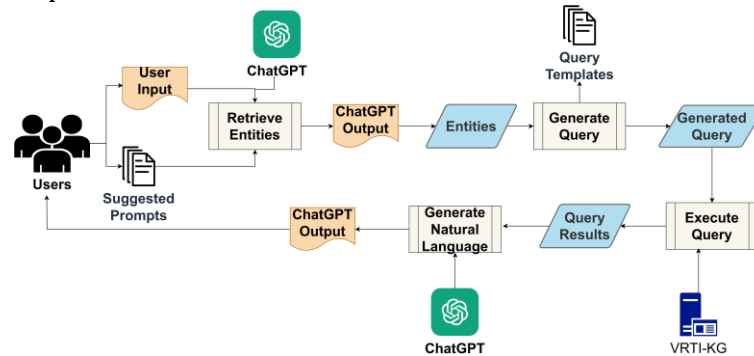 User
Input
ChatGPT
Query
Templates
Retrieve
Entities
ChatGPT
Output
Entities
Generate
Query
Generated
Query
Users
Suggested
Prompts
ChatGPT
Output
Generate
Natural
Language
Query
Results
Execute
Query
ChatGPT
VRTI-KG